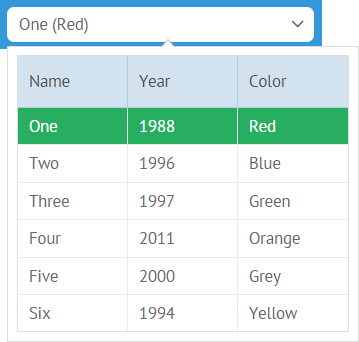 One (Red)
Name Year Color
One 1988 Red
Two 1996 Blue
Three 1997 Green
Four 2011 Orange
Five 2000 Grey
Six 1994 Yellow